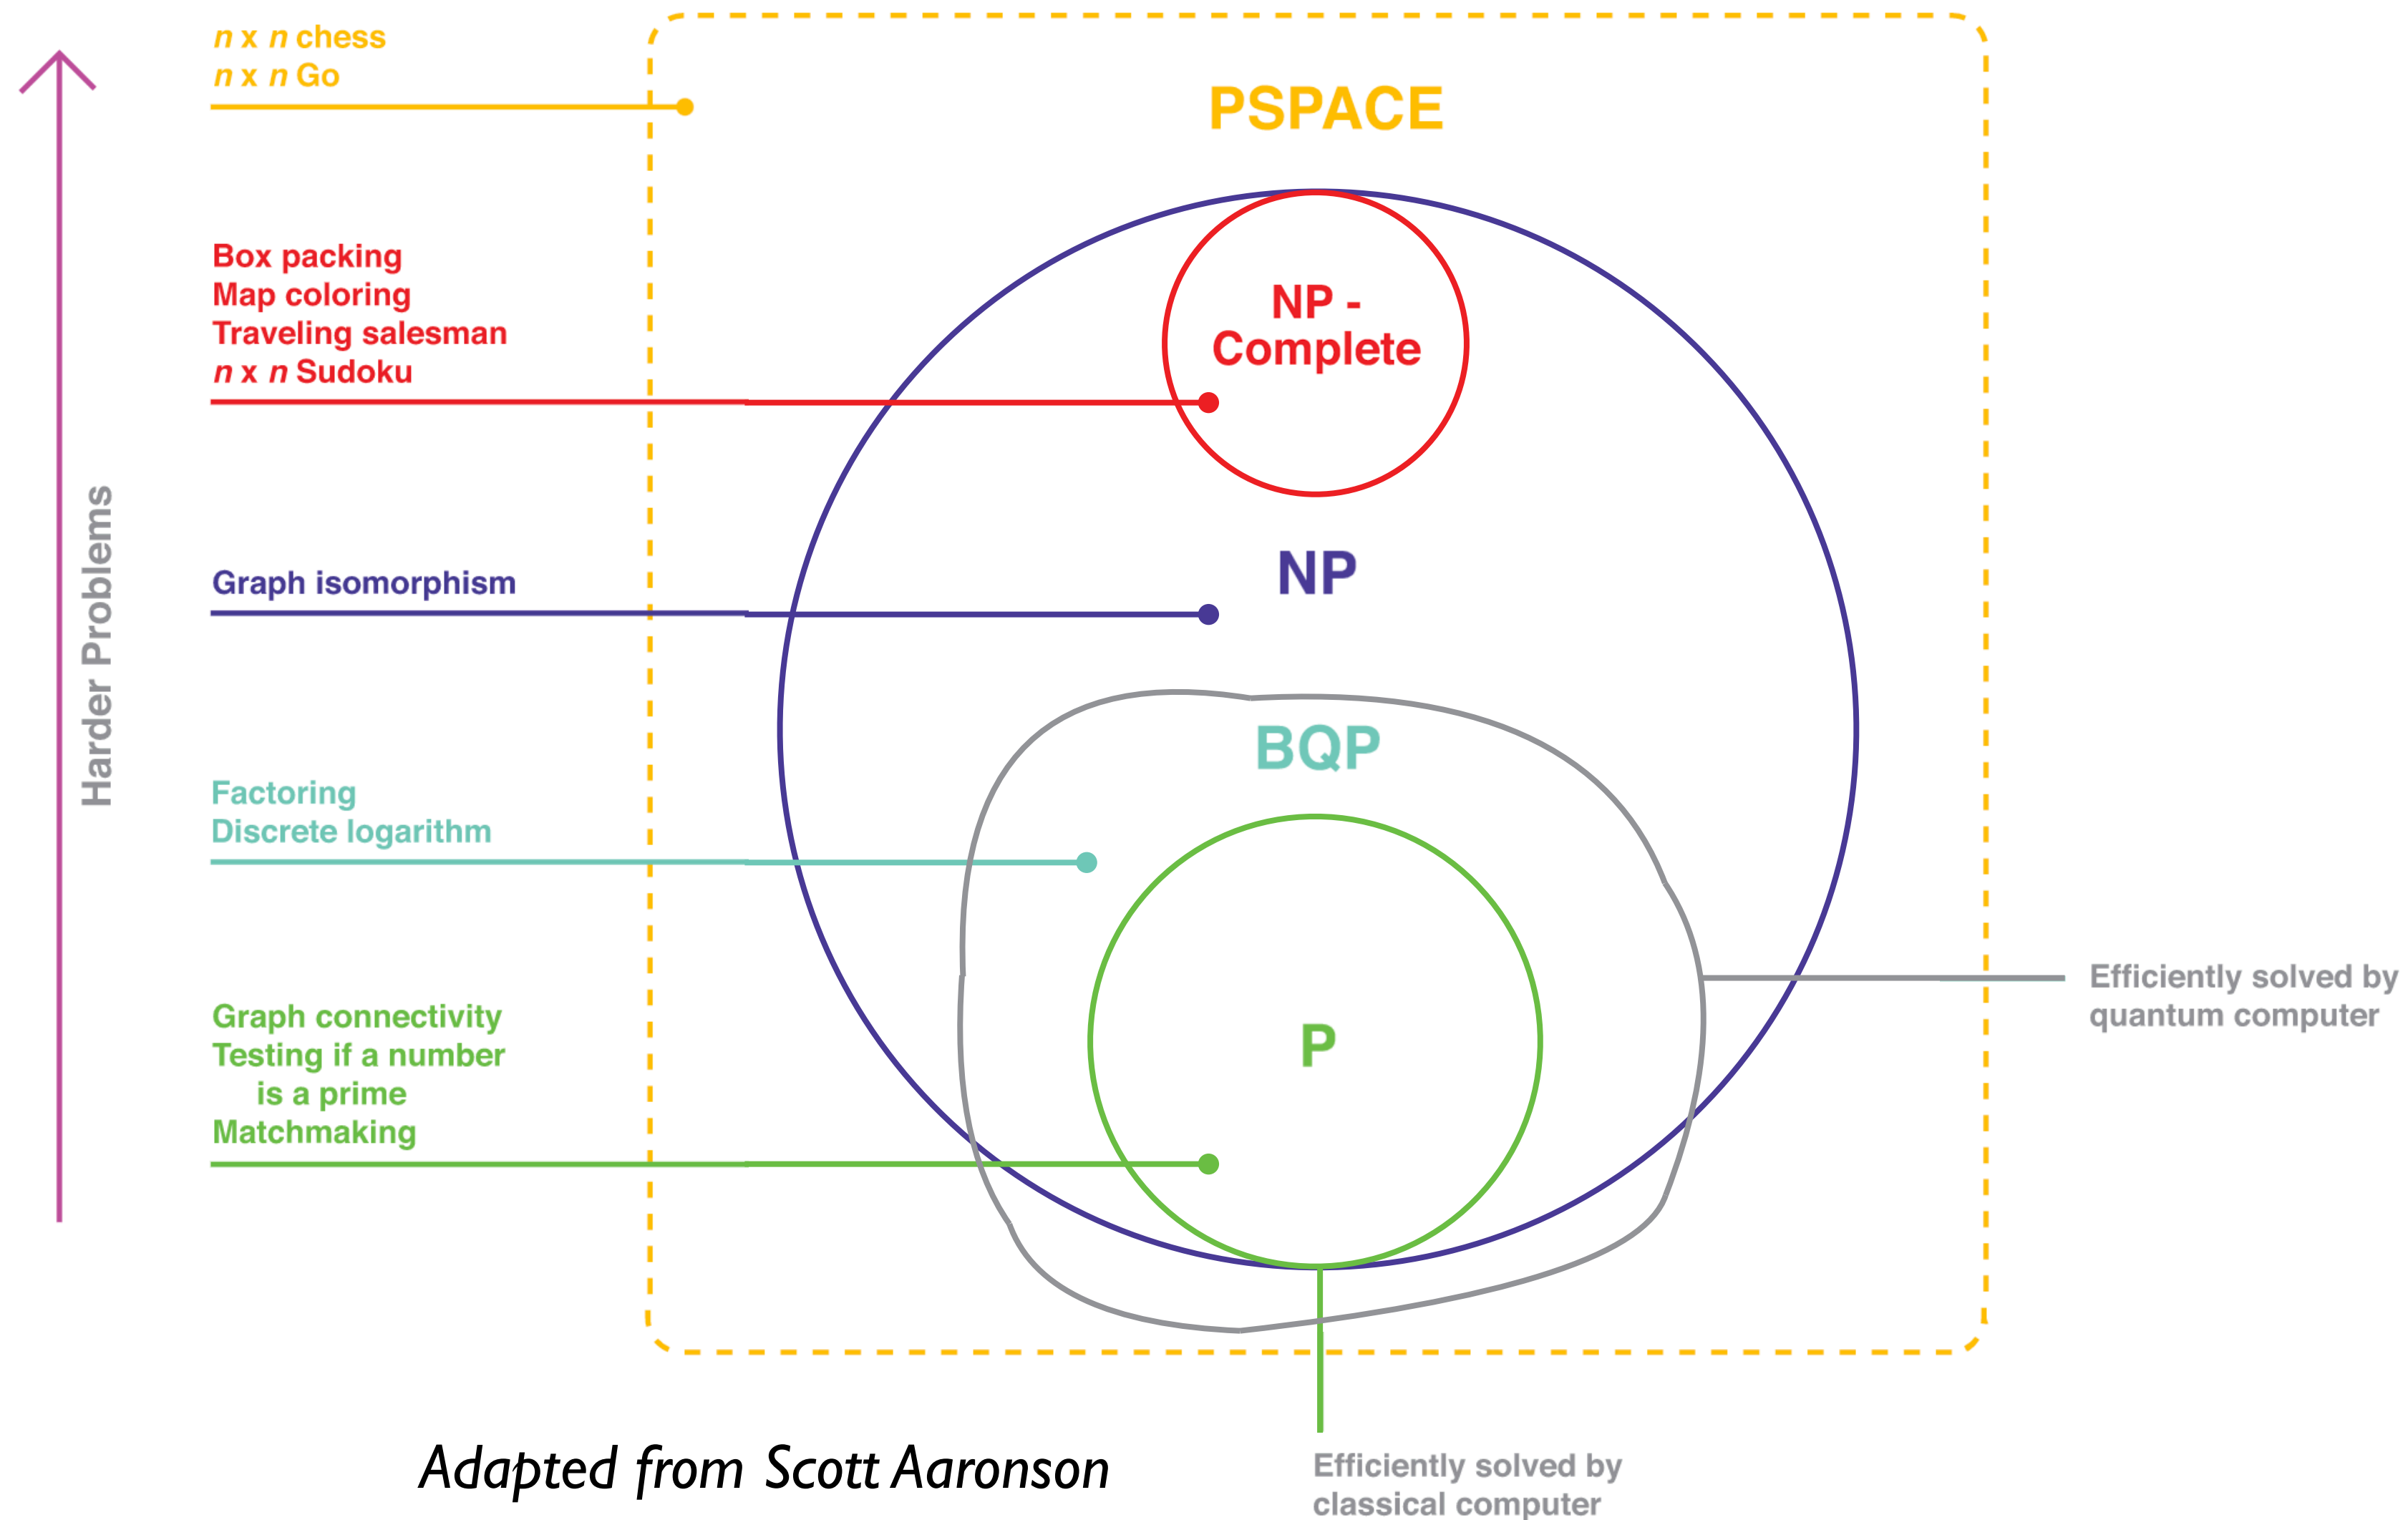 n x n chess
n x n Go
PSPACE
Box packing
Map coloring
Traveling salesman
n x n Sudoku
NP -
Complete
Harder Problems
Graph isomorphism
NP
BQP
Factoring
Discrete logarithm
Efficiently solved by
quantum computer
Graph connectivity
Testing if a number
is a prime
Matchmaking
P
Adapted from Scott Aaronson
Efficiently solved by
classical computer